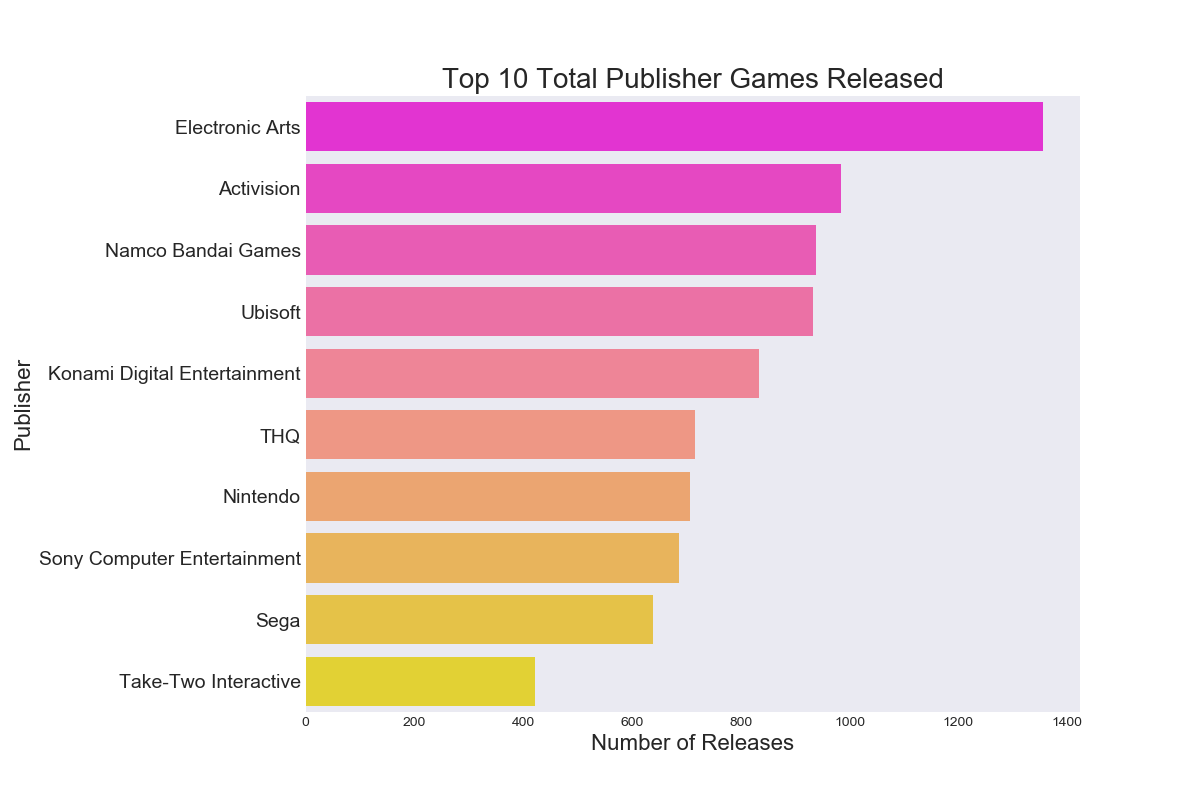 Top 10 Total Publisher Games Released
Electronic Arts
Activision
Namco Bandai Games
Ubisoft
Konami Digital Entertainment
THQ
Nintendo
Sony Computer Entertainment
Sega
Take-Two Interactive
Publisher
0 200 400 600 800 1000 1200 1400
Number of Releases